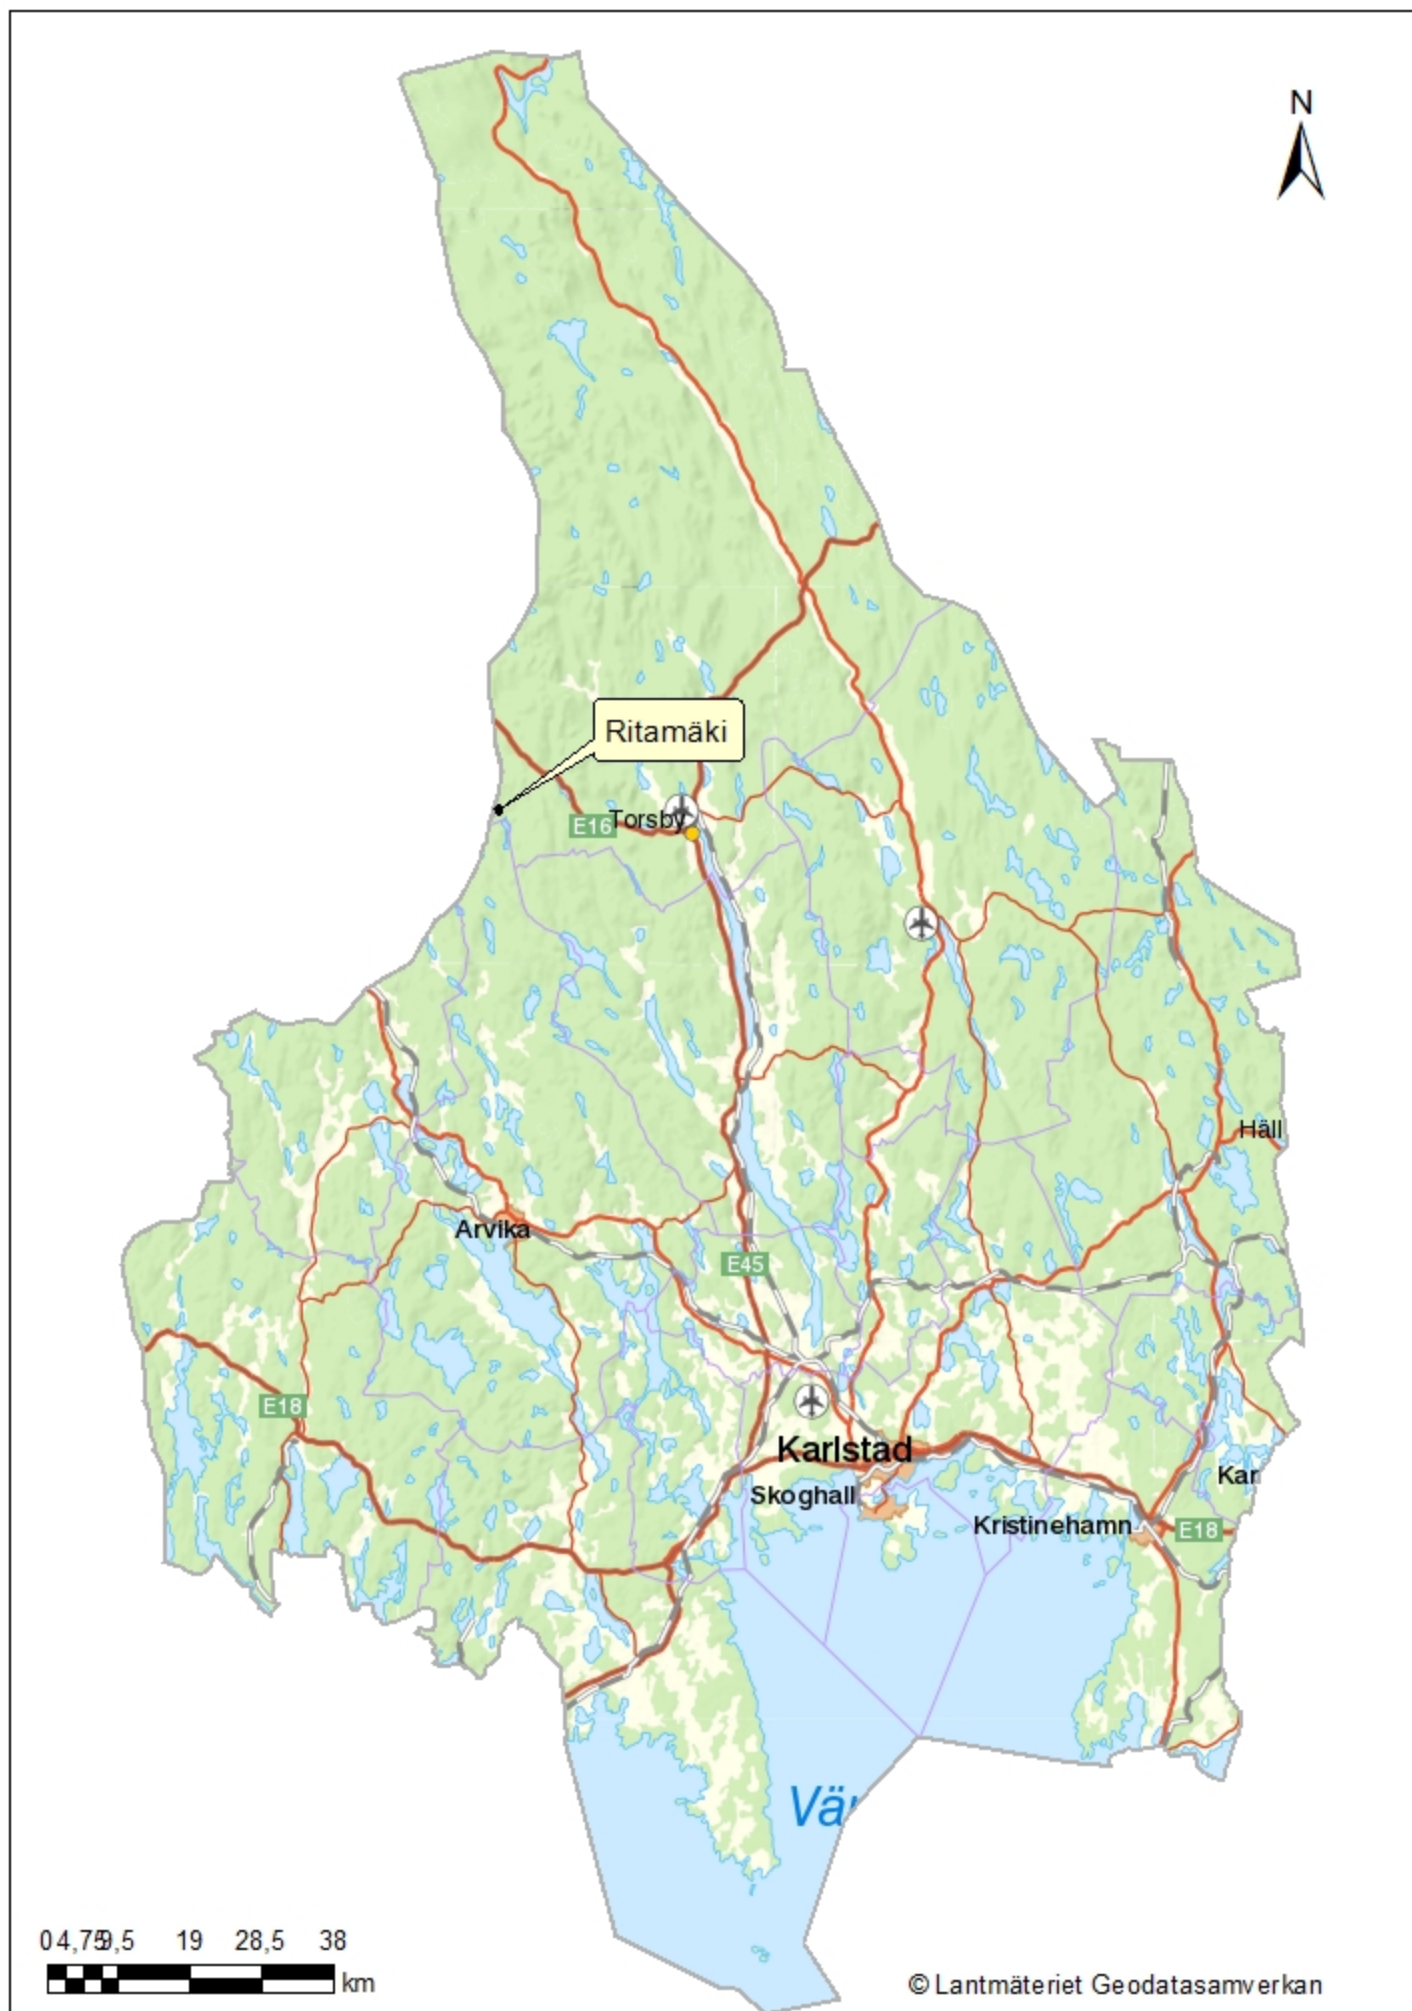 N
Ritamäki
Torsby
E16
Häll
Arvika
E45
E18
Karlstad
Kar
Skoghall
Kristinehamn
E18
Vä
0 4,75 9,5 19 28,5 38
km
© Lantmäteriet Geodatasamverkan